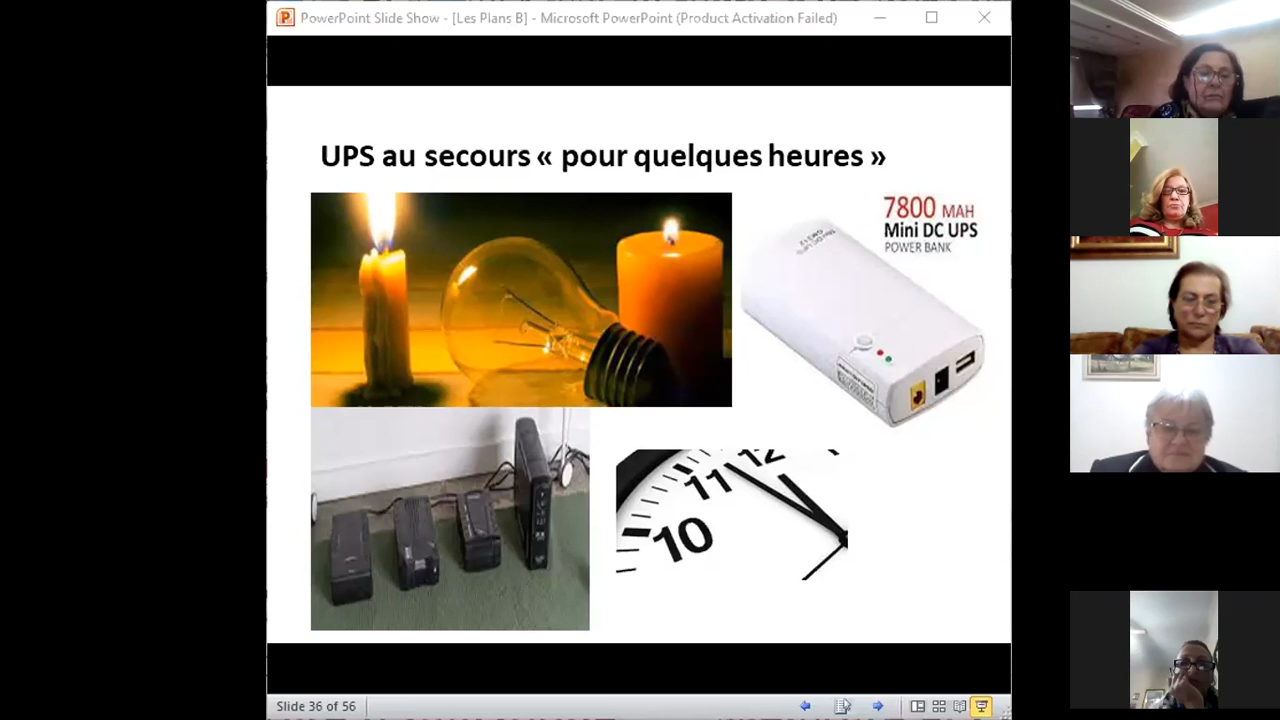 PowerPoint Slide Show - [Les Plans B] - Microsoft PowerPoint (Product Activation Failed)
UPS au secours « pour quelques heures »
7800 MAH
Mini DC UPS
POWER BANK
12
11
10
Slide 36 of 56